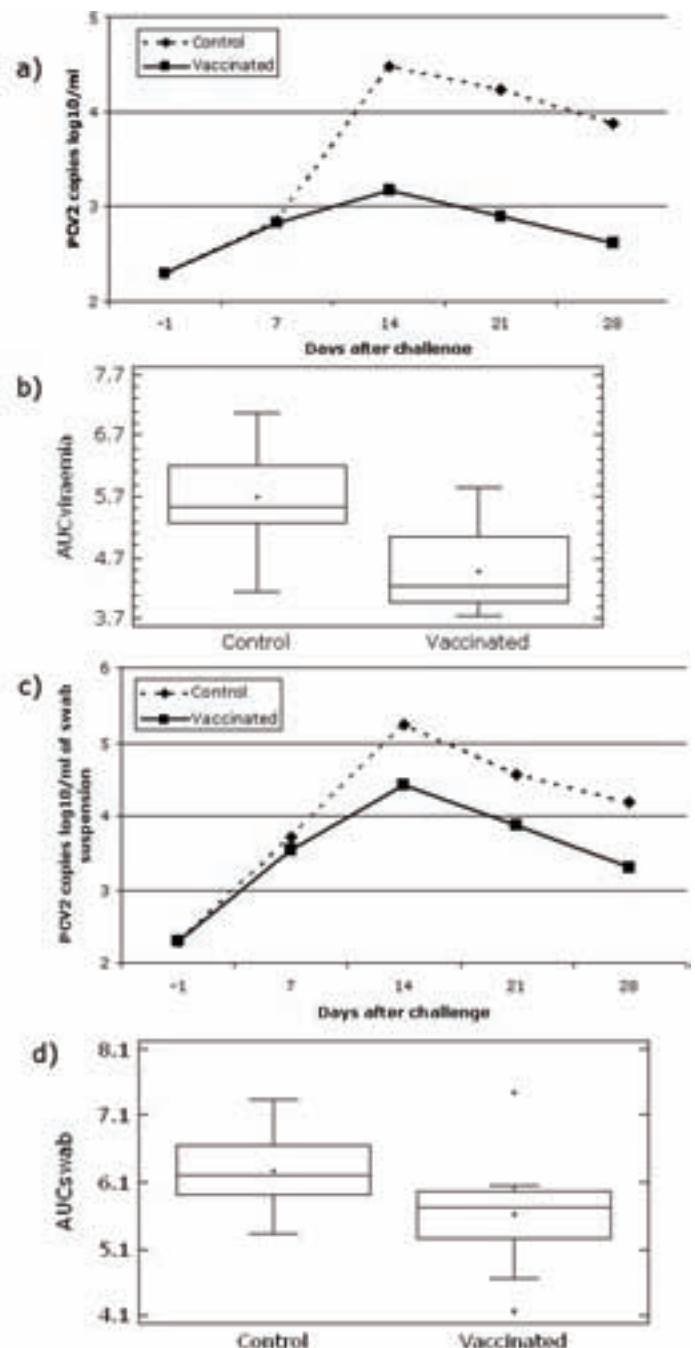 a)
PCV2 copies log10/ml
5
4
3
2
Control
Vaccinated
-1 7 14 21 28
Days after challenge
b)
AUCviraemia
7.7
6.7
5.7
4.7
3.7
Control Vaccinated
c)
PCV2 copies log10/ml of swab
suspension
6
5
4
3
2
Control
Vaccinated
-1 7 14 21 28
Days after challenge
d)
AUCswab
8.1
7.1
6.1
5.1
4.1
Control Vaccinated